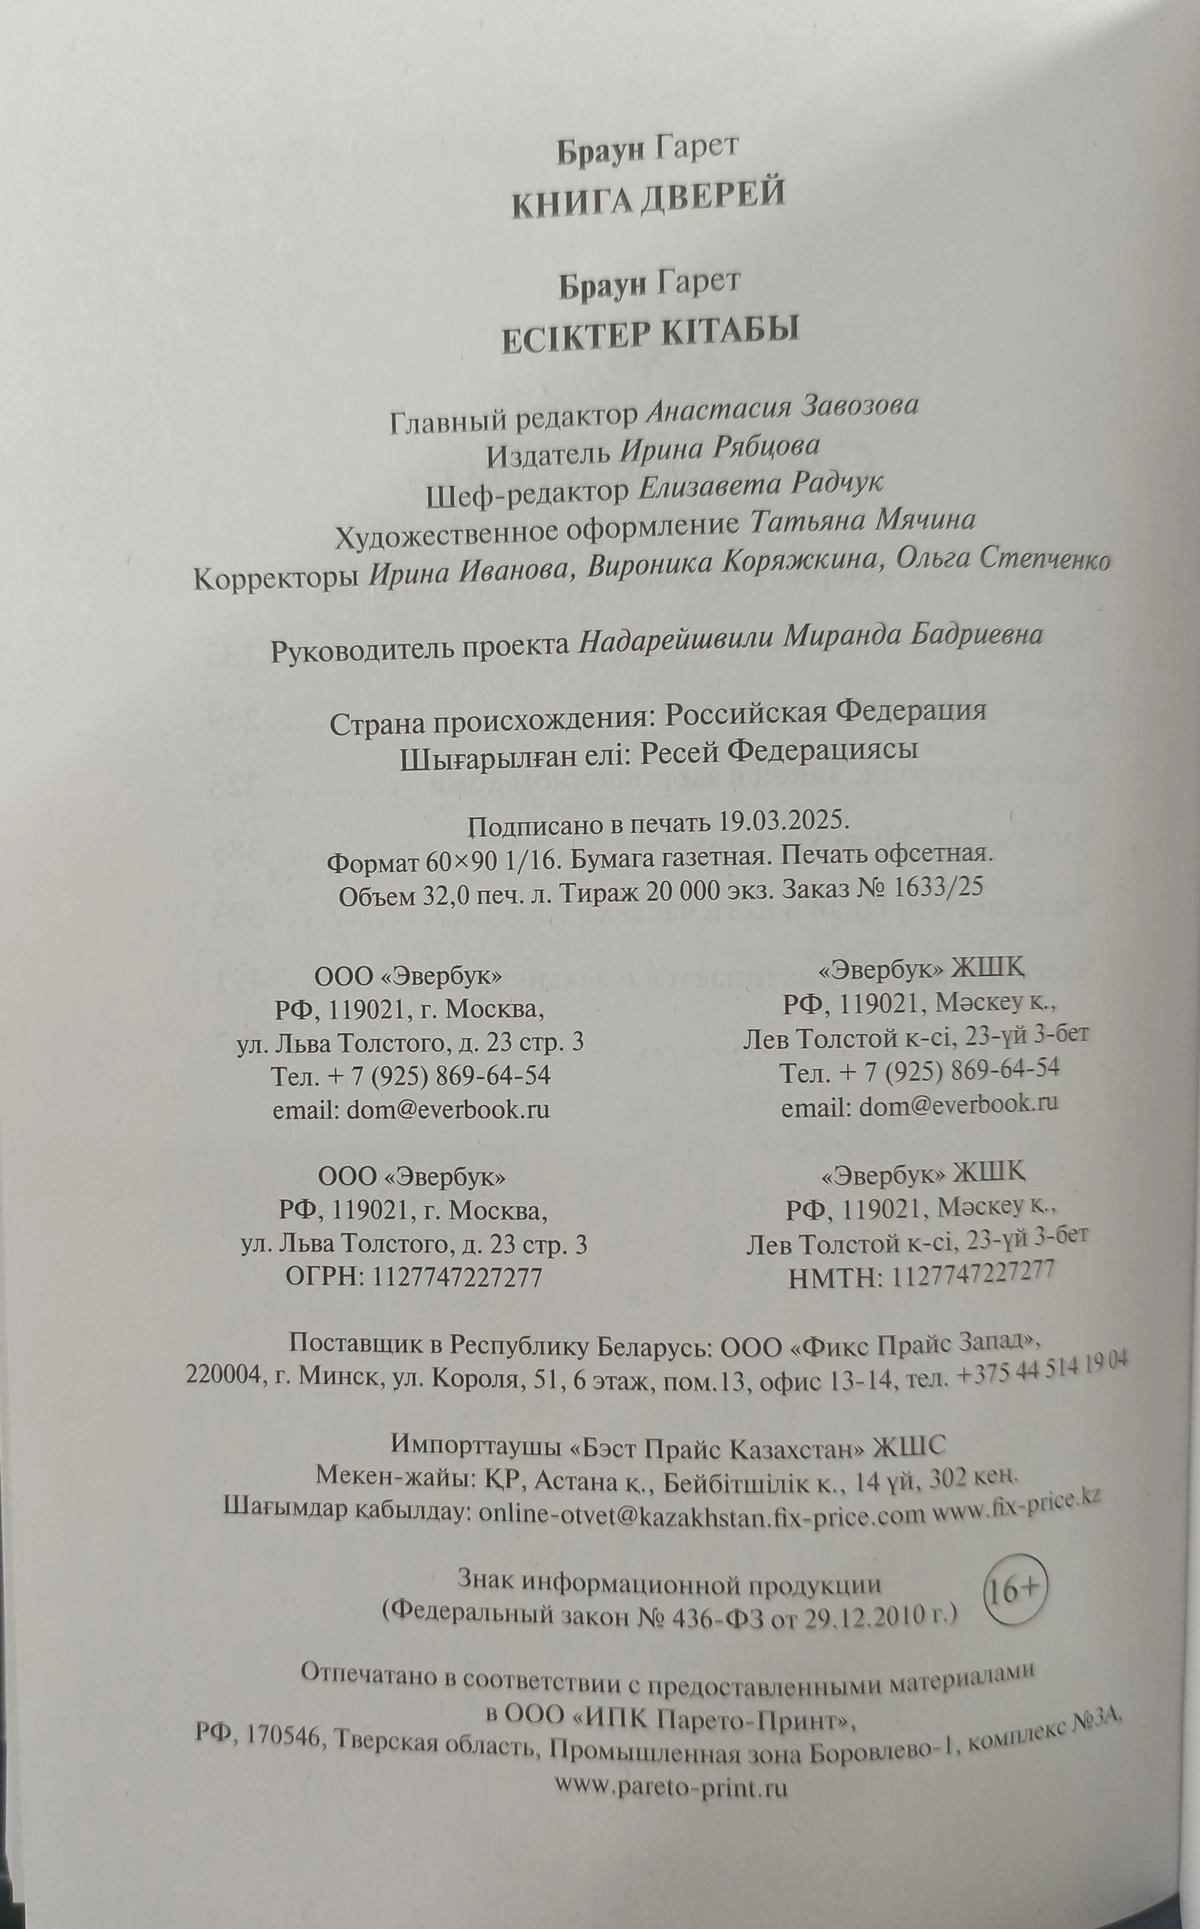 Браун Гарет
КНИГА ДВЕРЕЙ
Браун Гарет
ЕСІКТЕР КІТАБЫ
Главный редактор Анастасия Завозова
Издатель Ирина Рябцова
Шеф-редактор Елизавета Радчук
Художественное оформление Татьяна Мячина
Корректоры Ирина Иванова, Вироника Коряжкина, Ольга Степченко
Руководитель проекта Надарейшвили Миранда Бадриевна
Страна происхождения: Российская Федерация
Шығарылған елі: Ресей Федерациясы
Подписано в печать 19.03.2025.
Формат 60×90 1/16. Бумага газетная. Печать офсетная.
Объем 32,0 печ. л. Тираж 20 000 экз. Заказ № 1633/25
ООО «Эвербук»
РФ, 119021, г. Москва,
ул. Льва Толстого, д. 23 стр. 3
Тел. + 7 (925) 869-64-54
email: dom@everbook.ru
«Эвербук» ЖШҚ
РФ, 119021, Мәскеу к.,
Лев Толстой к-сі, 23-үй 3-бет
Тел. + 7 (925) 869-64-54
email: dom@everbook.ru
ООО «Эвербук»
РФ, 119021, г. Москва,
ул. Льва Толстого, д. 23 стр. 3
ОГРН: 1127747227277
«Эвербук» ЖШҚ
РФ, 119021, Мәскеу к.,
Лев Толстой к-сі, 23-үй 3-бет
НМТН: 1127747227277
Поставщик в Республику Беларусь: ООО «Фикс Прайс Запад»,
220004, г. Минск, ул. Короля, 51, 6 этаж, пом.13, офис 13-14, тел. +375 44 514 19 04
Импорттаушы «Бэст Прайс Казахстан» ЖШС
Мекен-жайы: ҚР, Астана қ., Бейбітшілік к., 14 үй, 302 кең.
Шағымдар қабылдау: online-otvet@kazakhstan.fix-price.com www.fix-price.kz
Знак информационной продукции
(Федеральный закон № 436-ФЗ от 29.12.2010 г.)
16+
Отпечатано в соответствии с предоставленными материалами
в ООО «ИПК Парето-Принт»,
РФ, 170546, Тверская область, Промышленная зона Боровлево-1, комплекс №3А,
www.pareto-print.ru